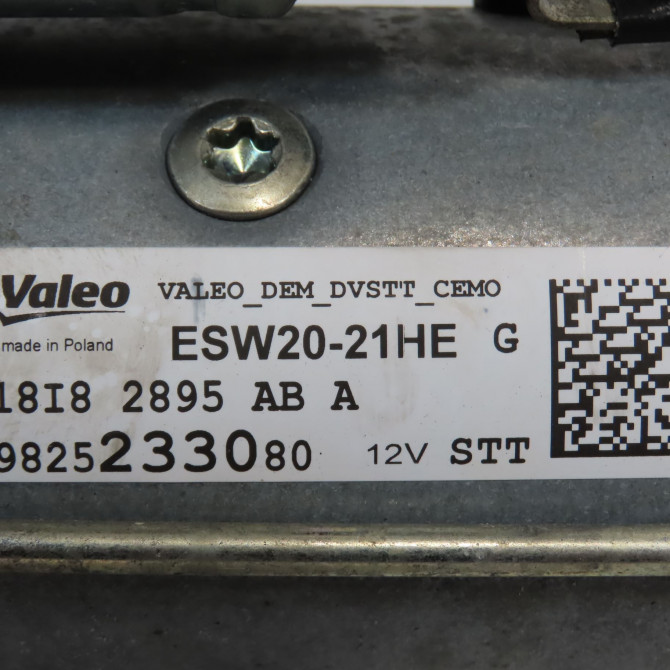 Valeo VALEO_DEM_DVSTT_CEMO
made in Poland ESW20-21HE G
18I8 2895 AB A
9825233080 12V STT